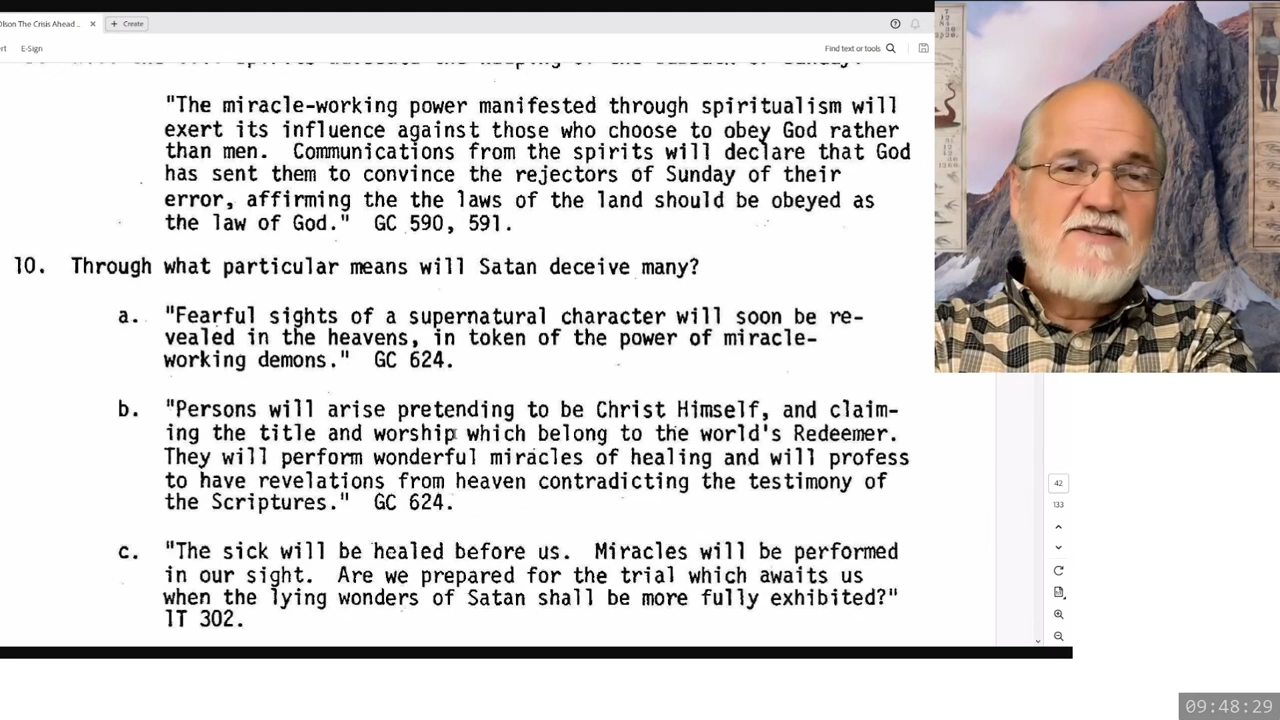 Olson The Crisis Ahead ..
× + Create
ert E-Sign
Find text or tools
"The miracle-working power manifested through spiritualism will
exert its influence against those who choose to obey God rather
than men. Communications from the spirits will declare that God
has sent them to convince the rejectors of Sunday of their
error, affirming the the laws of the land should be obeyed as
the law of God." GC 590, 591.
10. Through what particular means will Satan deceive many?
a. "Fearful sights of a supernatural character will soon be re-
vealed in the heavens, in token of the power of miracle-
working demons." GC 624.
b. "Persons will arise pretending to be Christ Himself, and claim-
ing the title and worship which belong to the world's Redeemer.
They will perform wonderful miracles of healing and will profess
to have revelations from heaven contradicting the testimony of
the Scriptures." GC 624.
c. "The sick will be healed before us. Miracles will be performed
in our sight. Are we prepared for the trial which awaits us
when the lying wonders of Satan shall be more fully exhibited?"
1T 302.
42
133
09:48:29